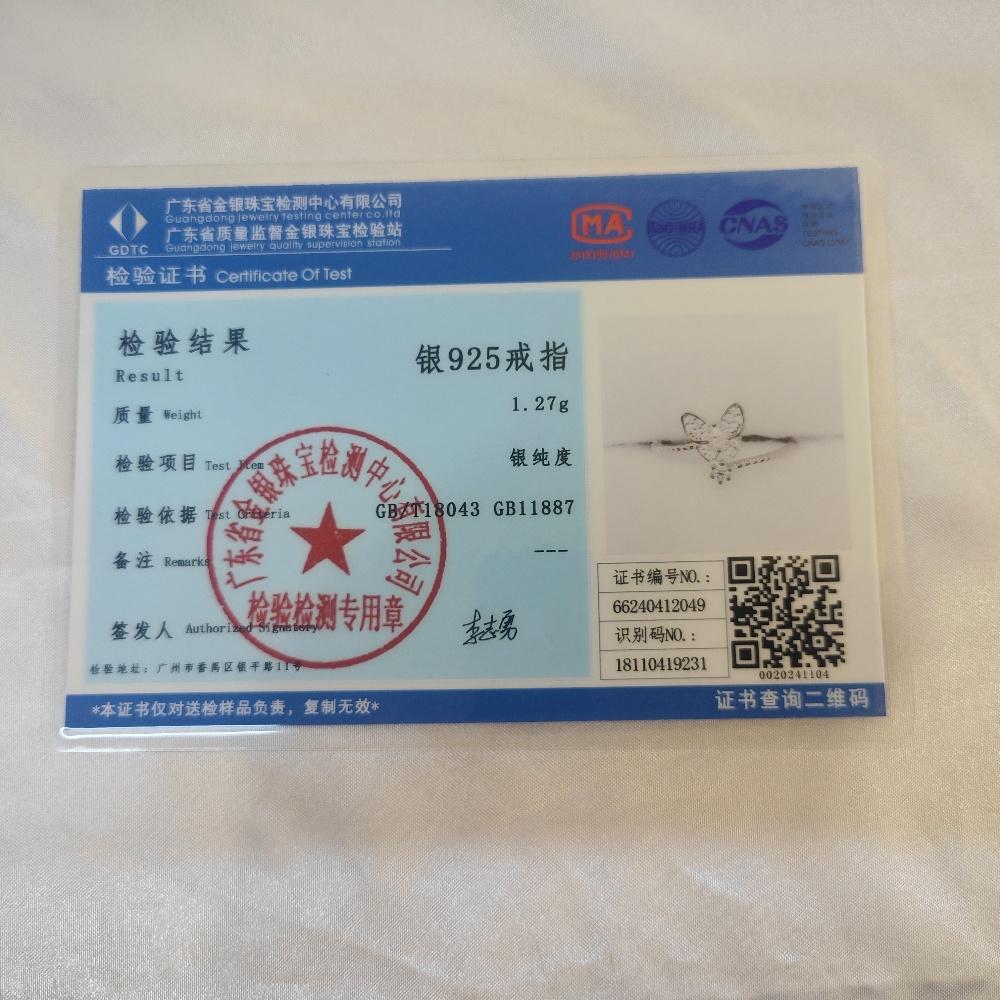 广东省金银珠宝检测中心有限公司
Guangdong jewelry testing center co.ltd
广东省质量监督金银珠宝检验站
Guangdong jewelry quality supervision station
GDTC
检验证书 Certificate Of Test
MA
CNAS
TESTING
检验结果
Result
银925戒指
质量 Weight
1.27g
检验项目 Test Item
银纯度
检验依据 Test Criteria
GB/T18043 GB11887
备注 Remarks
---
签发人 Authorized Signatory
李志勇
检验地址：广州市番禺区银平路11号
广东省金银珠宝检测中心有限公司
检验检测专用章
证书编号NO.：
66240412049
识别码NO.：
18110419231
0020241104
*本证书仅对送检样品负责，复制无效*
证书查询二维码